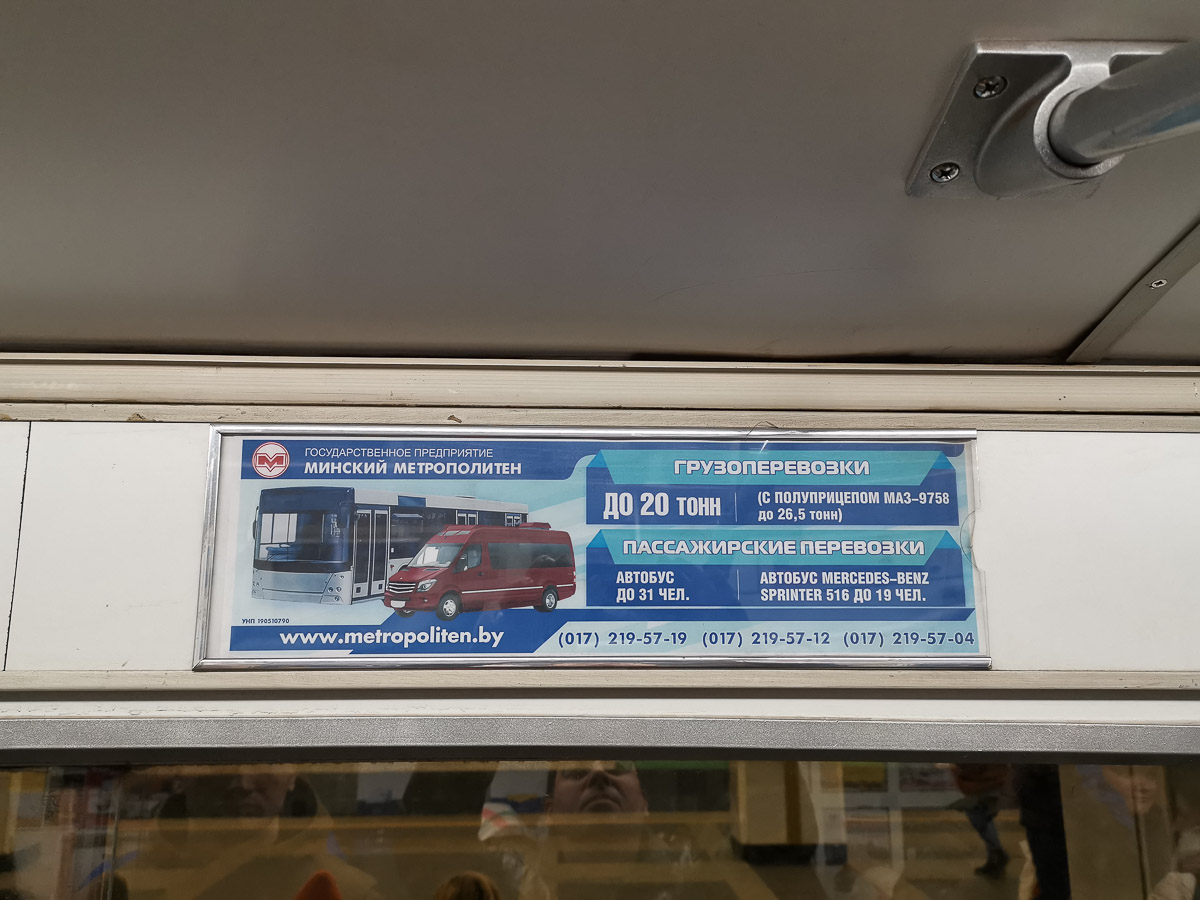 ГОСУДАРСТВЕННОЕ ПРЕДПРИЯТИЕ
МИНСКИЙ МЕТРОПОЛИТЕН
ГРУЗОПЕРЕВОЗКИ
ДО 20 ТОНН
(С ПОЛУПРИЦЕПОМ МАЗ-9758
до 26,5 тонн)
ПАССАЖИРСКИЕ ПЕРЕВОЗКИ
АВТОБУС
ДО 31 ЧЕЛ.
АВТОБУС MERCEDES-BENZ
SPRINTER 516 ДО 19 ЧЕЛ.
УНП 190510790
www.metropoliten.by
(017) 219-57-19 (017) 219-57-12 (017) 219-57-04